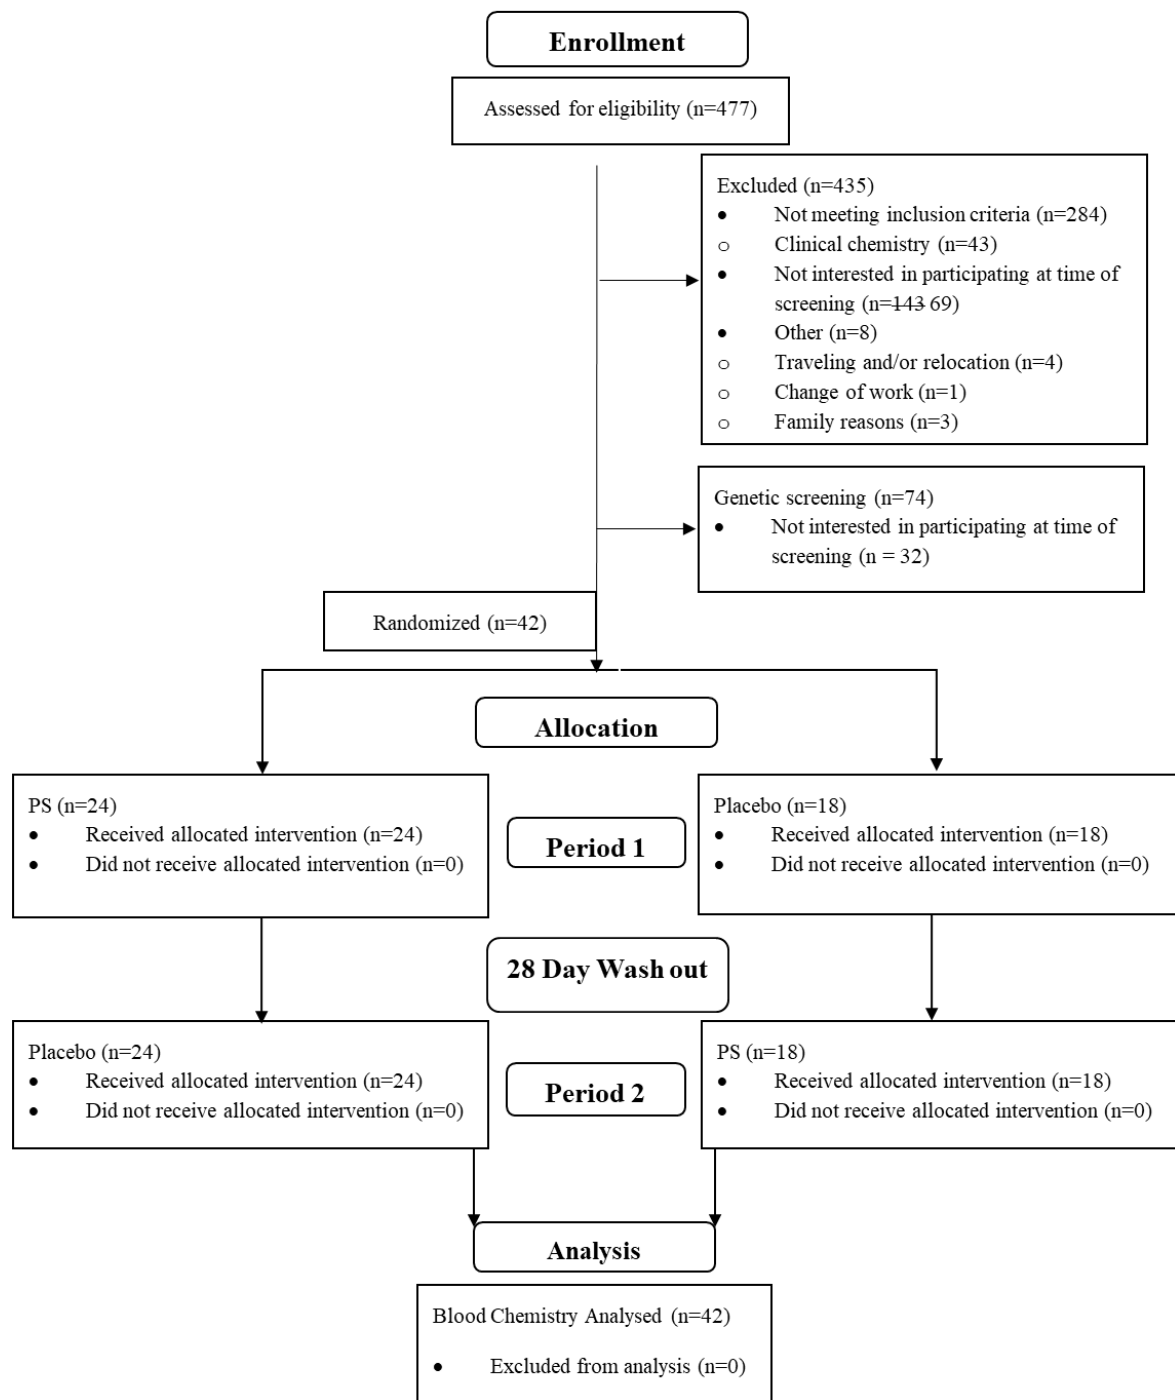 Enrollment
Assessed for eligibility (n=477)
Excluded (n=435)
• Not meeting inclusion criteria (n=284)
o Clinical chemistry (n=43)
• Not interested in participating at time of
screening (n=143 69)
• Other (n=8)
o Traveling and/or relocation (n=4)
o Change of work (n=1)
o Family reasons (n=3)
Genetic screening (n=74)
• Not interested in participating at time of
screening (n = 32)
Randomized (n=42)
Allocation
PS (n=24)
• Received allocated intervention (n=24)
• Did not receive allocated intervention (n=0)
Period 1
Placebo (n=18)
• Received allocated intervention (n=18)
• Did not receive allocated intervention (n=0)
28 Day Wash out
Placebo (n=24)
• Received allocated intervention (n=24)
• Did not receive allocated intervention (n=0)
Period 2
PS (n=18)
• Received allocated intervention (n=18)
• Did not receive allocated intervention (n=0)
Analysis
Blood Chemistry Analysed (n=42)
• Excluded from analysis (n=0)